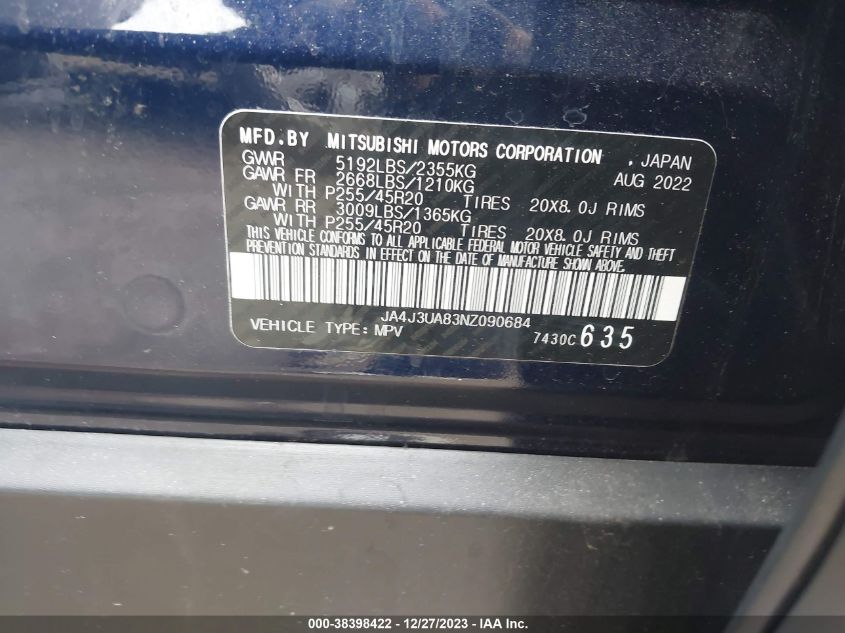 MFD.BY MITSUBISHI MOTORS CORPORATION , JAPAN
GVWR 5192LBS/2355KG AUG 2022
GAWR FR 2668LBS/1210KG
WITH P255/45R20 TIRES 20X8.0J RIMS
GAWR RR 3009LBS/1365KG
WITH P255/45R20 TIRES 20X8.0J RIMS
THIS VEHICLE CONFORMS TO ALL APPLICABLE FEDERAL MOTOR VEHICLE SAFETY AND THEFT
PREVENTION STANDARDS IN EFFECT ON THE DATE OF MANUFACTURE SHOWN ABOVE.
JA4J3UA83NZ090684
VEHICLE TYPE:MPV 7430C 635
000-38398422 - 12/27/2023 - IAA Holdings, LLC.